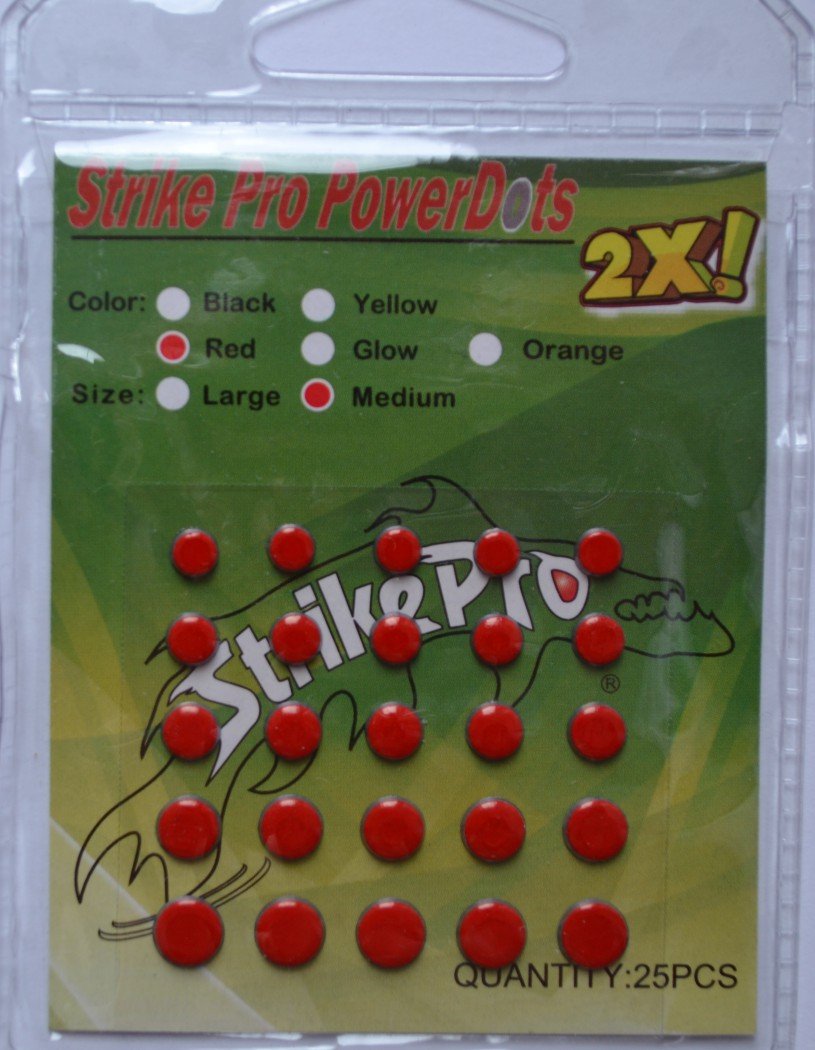 Strike Pro PowerDots
2X!
Color: Black Yellow
Red Glow Orange
Size: Large Medium
StrikePro
®
QUANTITY:25PCS